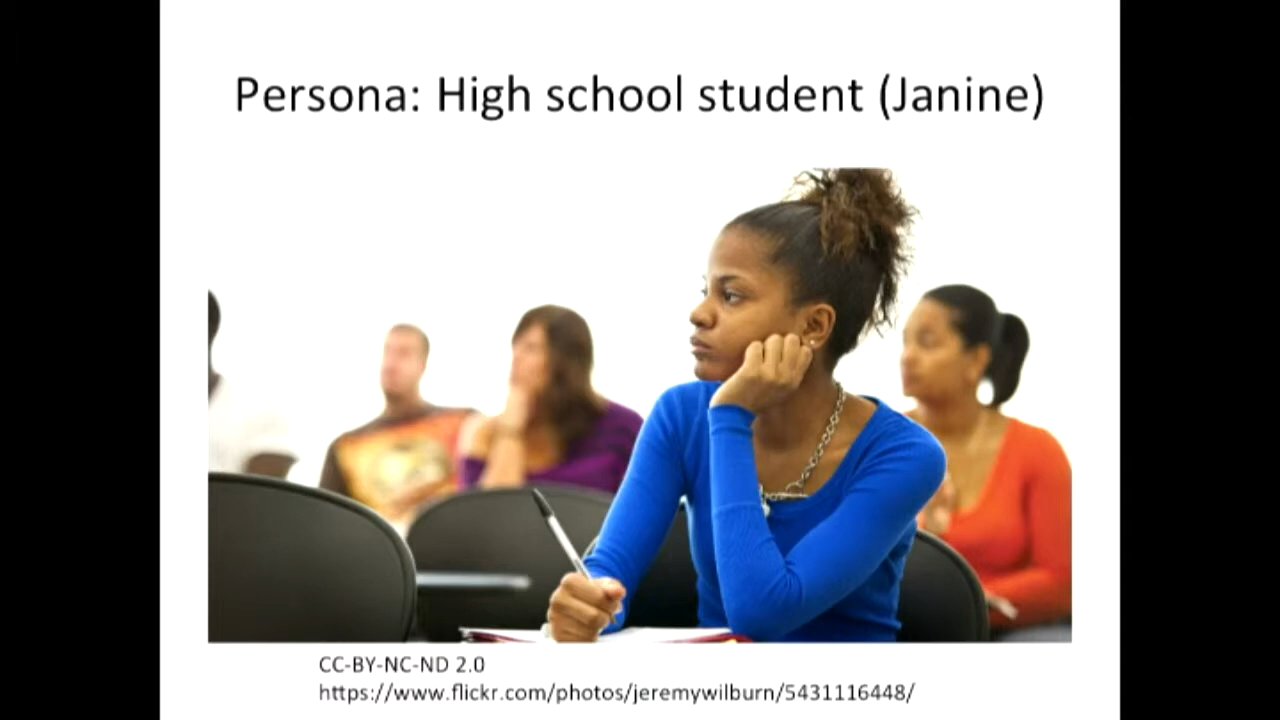 Persona: High school student (Janine)
CC-BY-NC-ND 2.0
https://www.flickr.com/photos/jeremywilburn/5431116448/